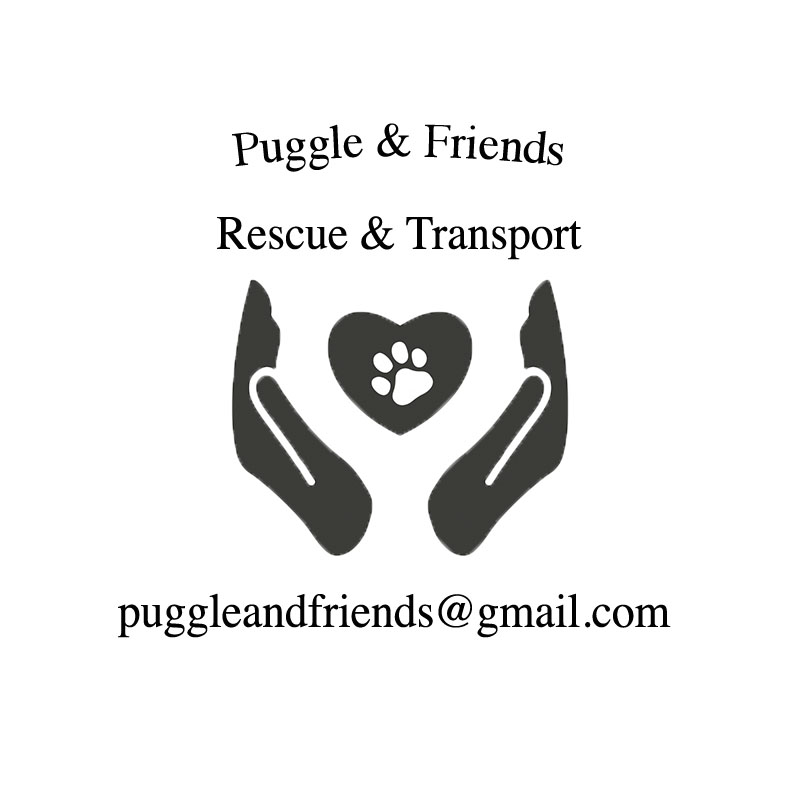 Puggle & Friends
Rescue & Transport
puggleandfriends@gmail.com